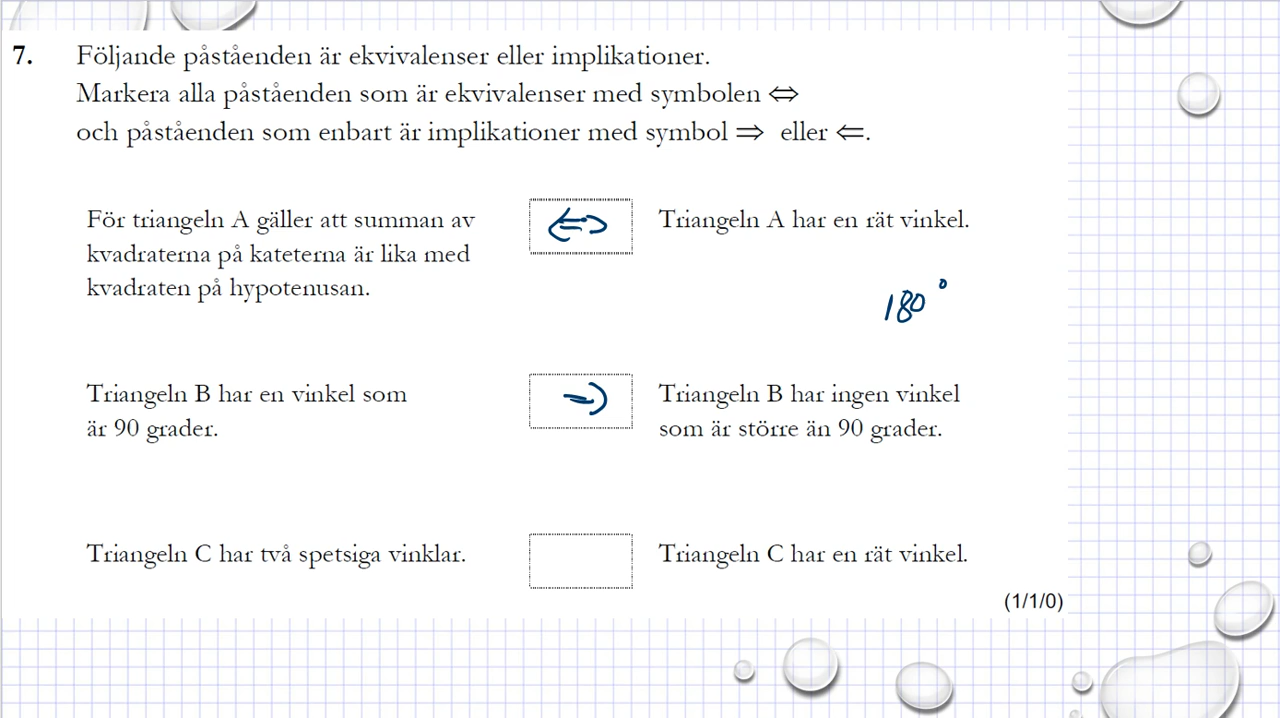 7. Följande påståenden är ekvivalenser eller implikationer.
Markera alla påståenden som är ekvivalenser med symbolen ⇔
och påståenden som enbart är implikationer med symbol ⇒ eller ⇐.
För triangeln A gäller att summan av
kvadraterna på kateterna är lika med
kvadraten på hypotenusan.
⇔
Triangeln A har en rät vinkel.
180°
Triangeln B har en vinkel som
är 90 grader.
⇒
Triangeln B har ingen vinkel
som är större än 90 grader.
Triangeln C har två spetsiga vinklar.
Triangeln C har en rät vinkel.
(1/1/0)